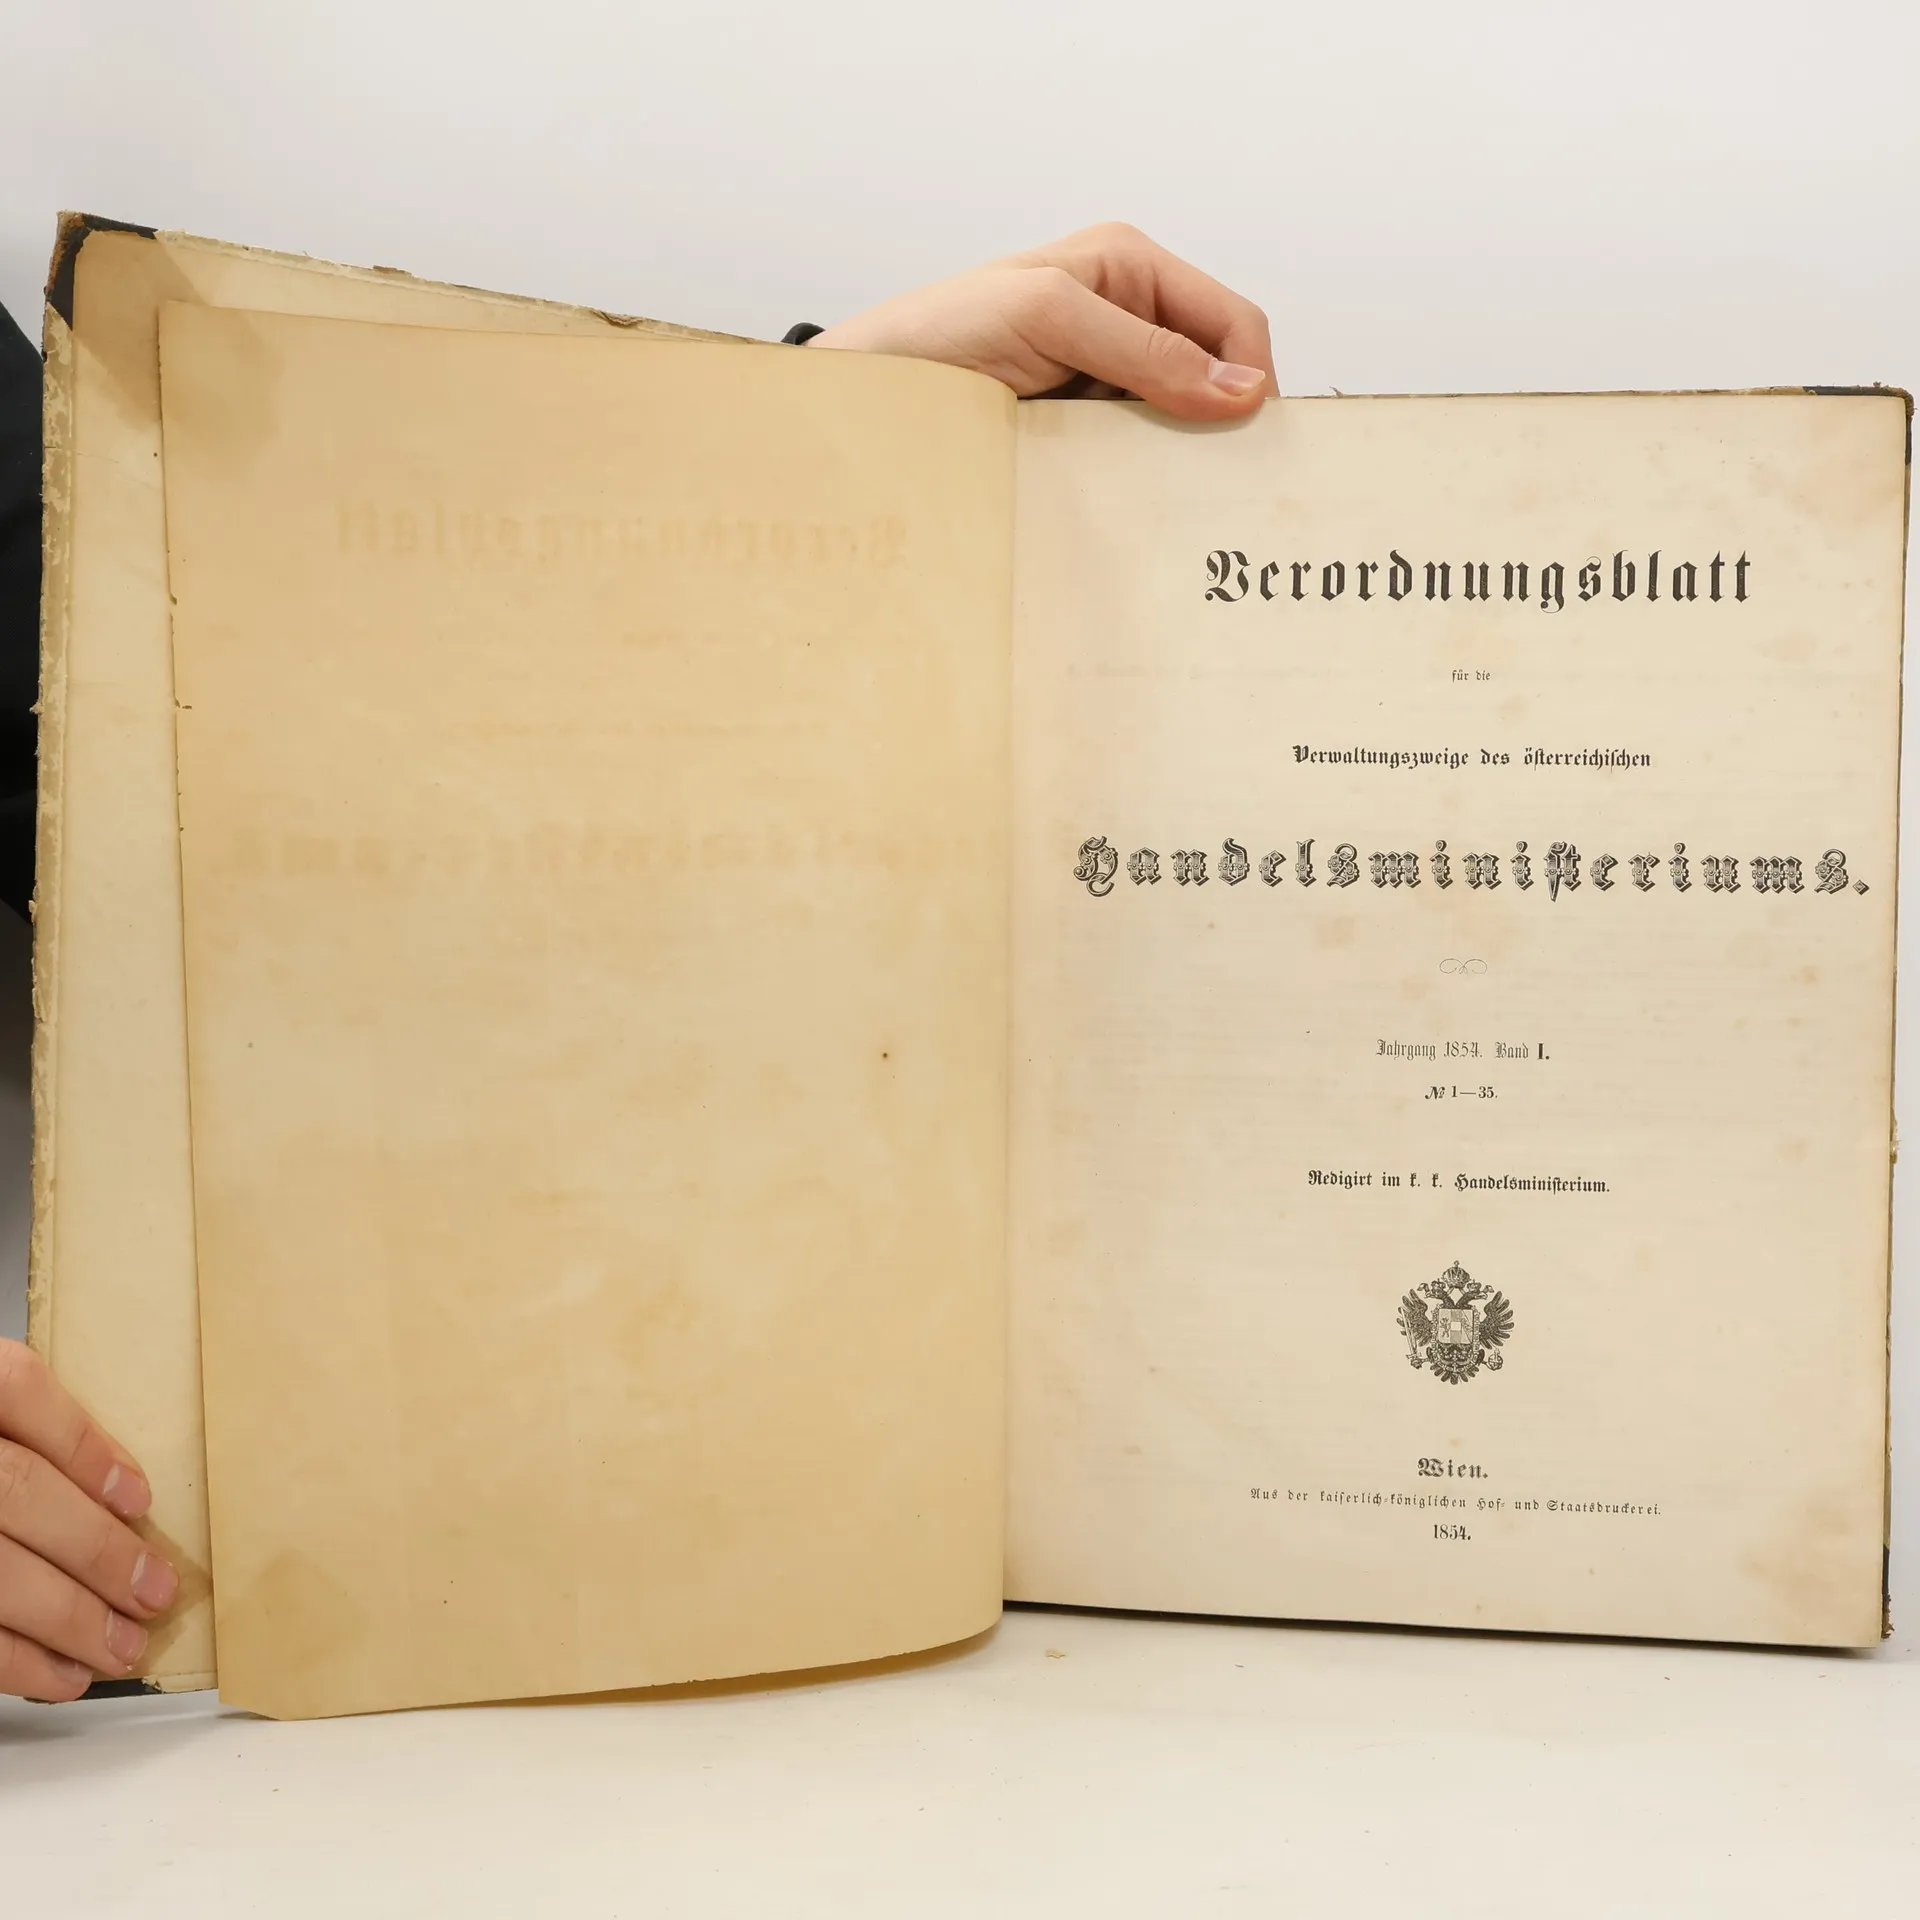 Verordnungsblatt
für die
Verwaltungszweige des öſterreichiſchen
Handelsminiſteriums.
Jahrgang 1854. Band I.
№ 1—35.
Redigirt im k. k. Handelsminiſterium.
Wien.
Aus der kaiſerlich-königlichen Hof- und Staatsdruckerei.
1854.